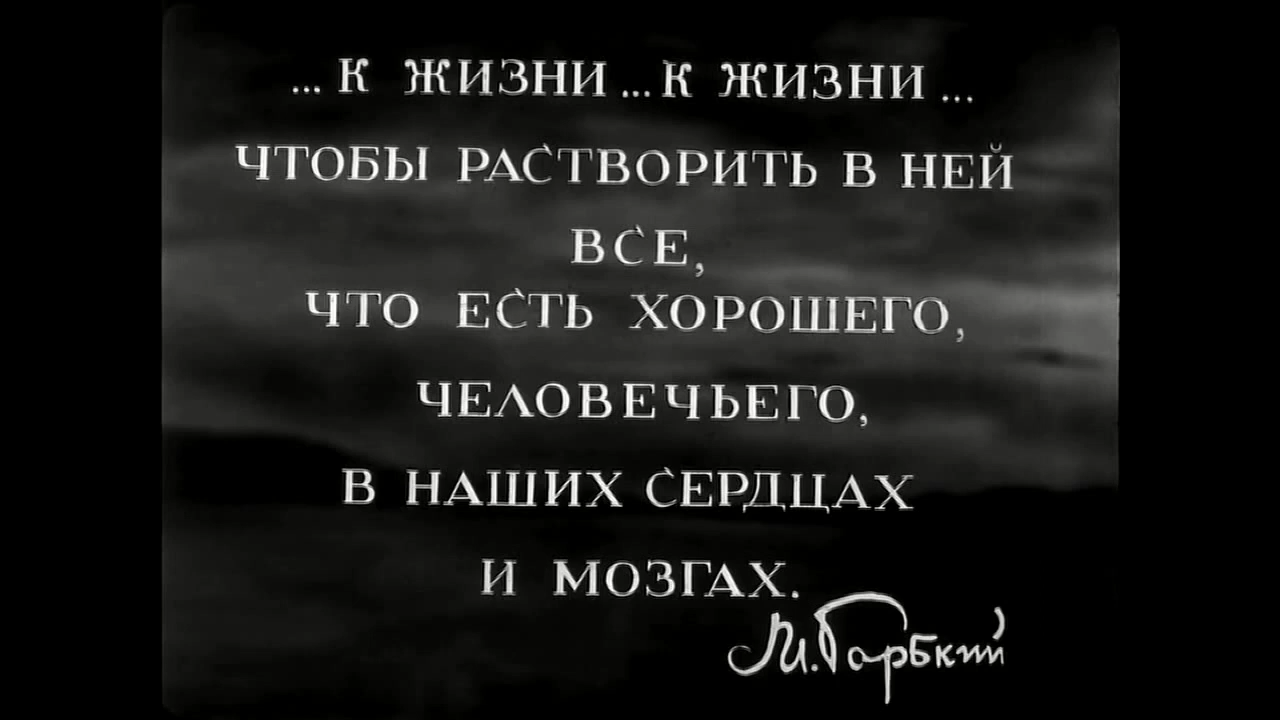 ... К ЖИЗНИ ... К ЖИЗНИ ...
ЧТОБЫ РАСТВОРИТЬ В НЕЙ
ВСЕ,
ЧТО ЕСТЬ ХОРОШЕГО,
ЧЕЛОВЕЧЬЕГО,
В НАШИХ СЕРДЦАХ
И МОЗГАХ.
М. Горький